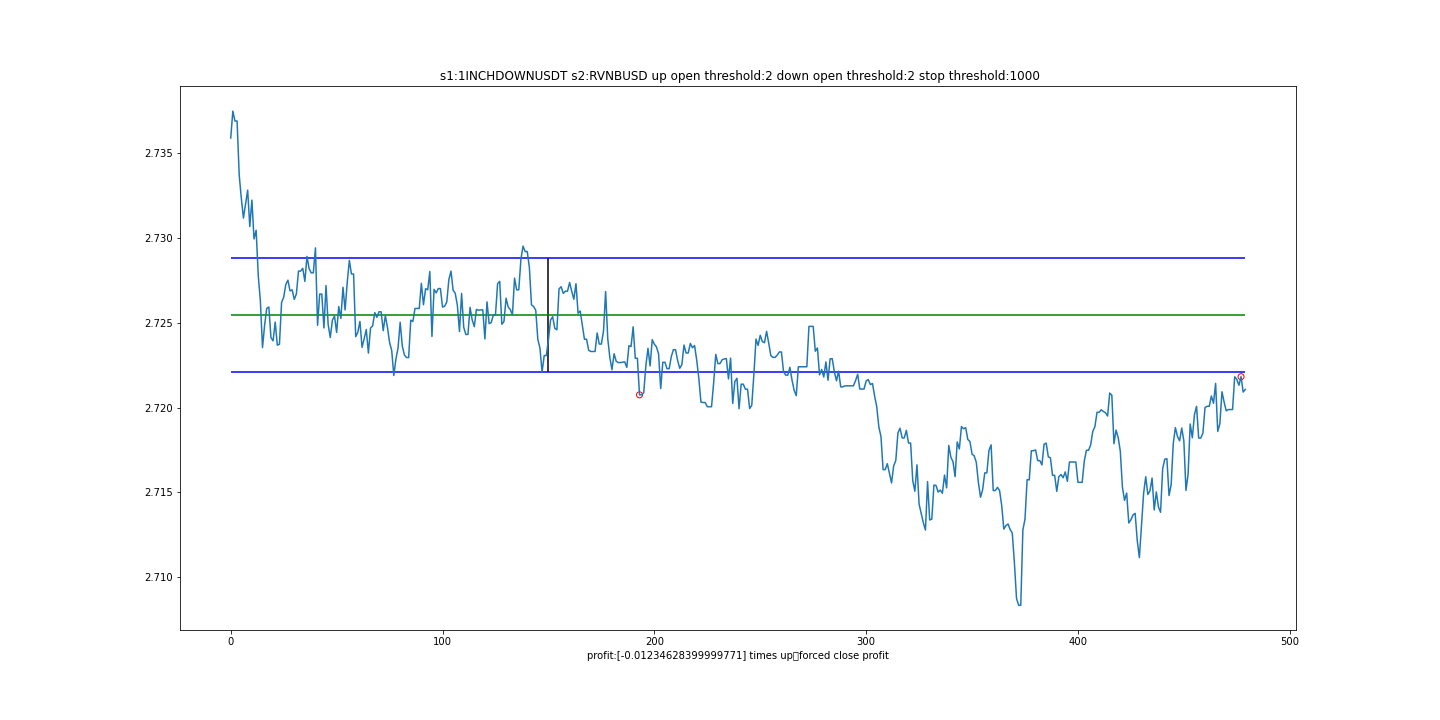 s1:1INCHDOWNUSDT s2:RVNBUSD up open threshold:2 down open threshold:2 stop threshold:1000
2.735
2.730
2.725
2.720
2.715
2.710
0 100 200 300 400 500
profit:[-0.01234628399999771] times up▯forced close profit